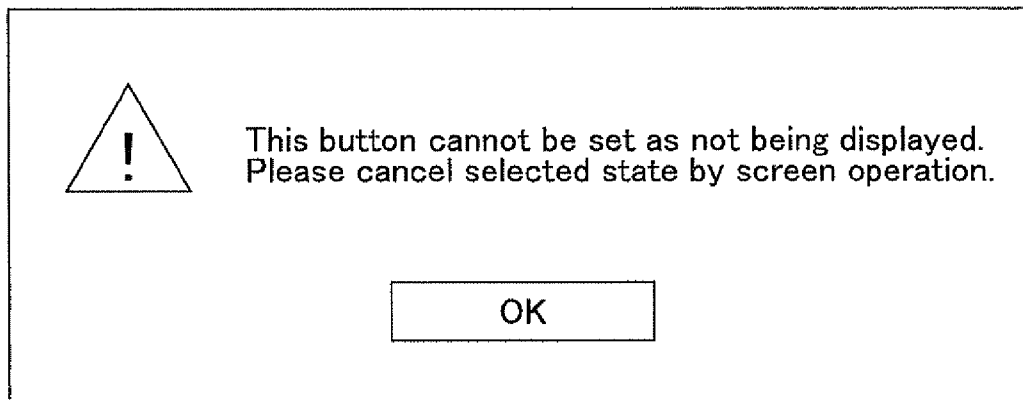 !
This button cannot be set as not being displayed.
Please cancel selected state by screen operation.
OK